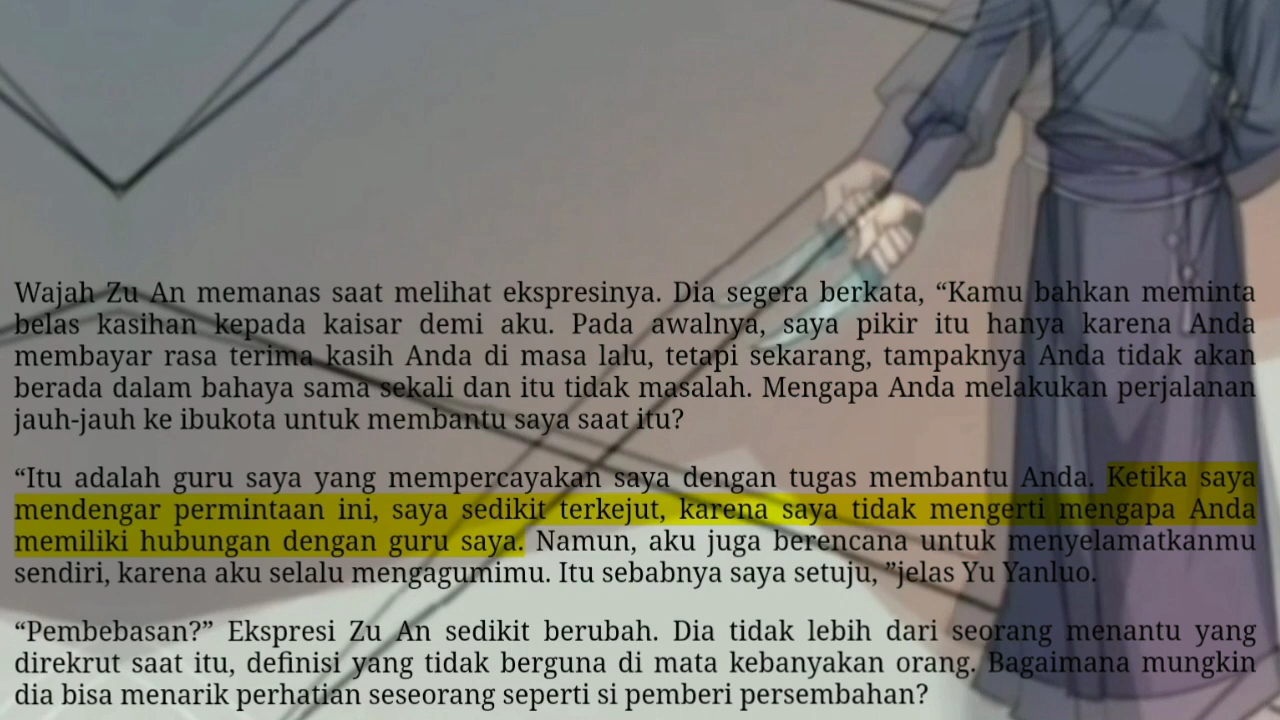 Wajah Zu An memanas saat melihat ekspresinya. Dia segera berkata, “Kamu bahkan meminta
belas kasihan kepada kaisar demi aku. Pada awalnya, saya pikir itu hanya karena Anda
membayar rasa terima kasih Anda di masa lalu, tetapi sekarang, tampaknya Anda tidak akan
berada dalam bahaya sama sekali dan itu tidak masalah. Mengapa Anda melakukan perjalanan
jauh-jauh ke ibukota untuk membantu saya saat itu?
“Itu adalah guru saya yang mempercayakan saya dengan tugas membantu Anda. Ketika saya
mendengar permintaan ini, saya sedikit terkejut, karena saya tidak mengerti mengapa Anda
memiliki hubungan dengan guru saya. Namun, aku juga berencana untuk menyelamatkanmu
sendiri, karena aku selalu mengagumimu. Itu sebabnya saya setuju, ”jelas Yu Yanluo.
“Pembebasan?” Ekspresi Zu An sedikit berubah. Dia tidak lebih dari seorang menantu yang
direkrut saat itu, definisi yang tidak berguna di mata kebanyakan orang. Bagaimana mungkin
dia bisa menarik perhatian seseorang seperti si pemberi persembahan?